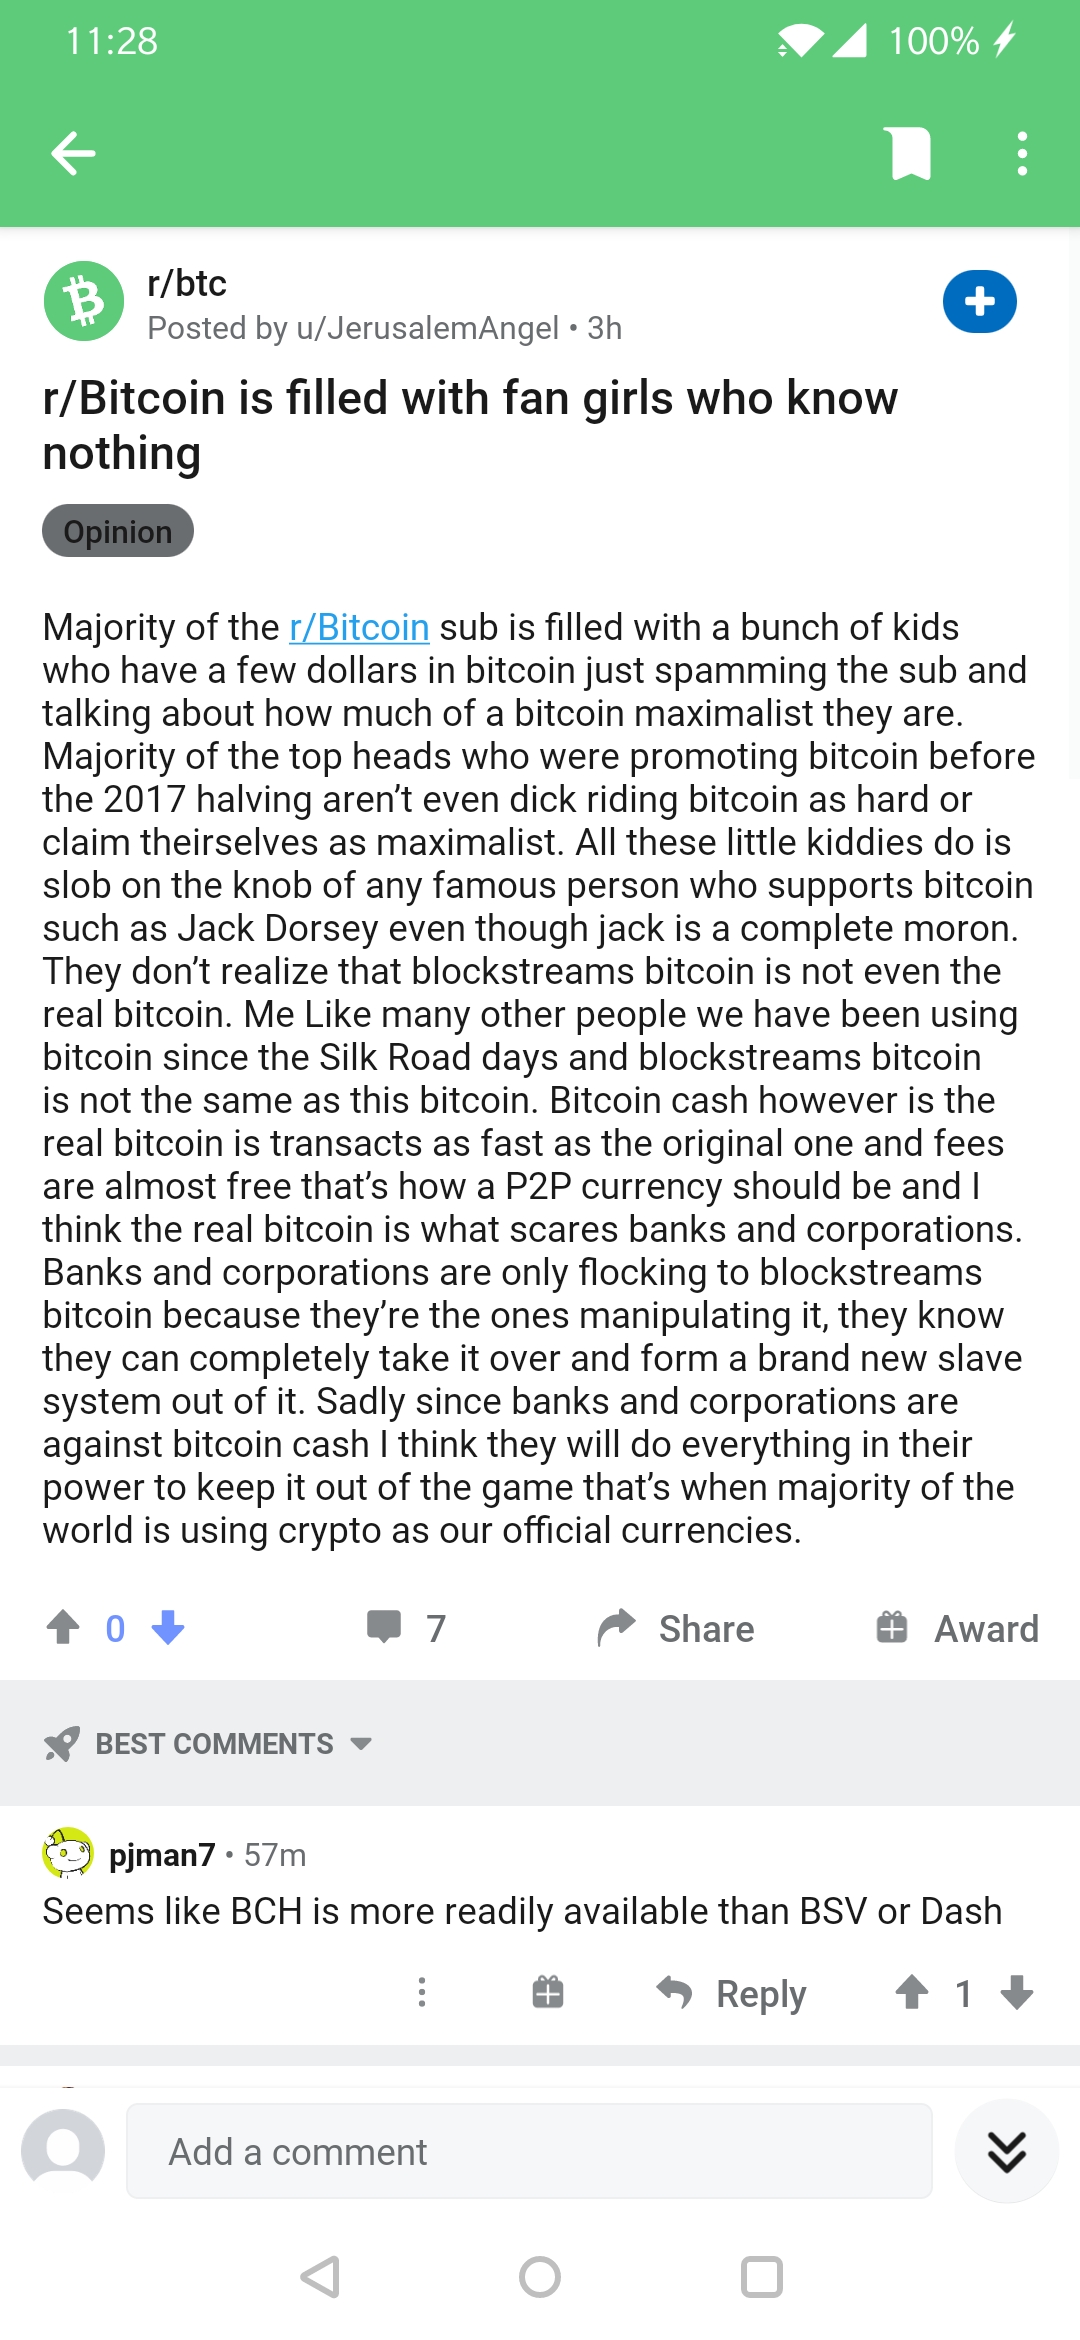 11:28
100%
r/btc
Posted by u/JerusalemAngel • 3h
r/Bitcoin is filled with fan girls who know
nothing
Opinion
Majority of the r/Bitcoin sub is filled with a bunch of kids
who have a few dollars in bitcoin just spamming the sub and
talking about how much of a bitcoin maximalist they are.
Majority of the top heads who were promoting bitcoin before
the 2017 halving aren’t even dick riding bitcoin as hard or
claim theirselves as maximalist. All these little kiddies do is
slob on the knob of any famous person who supports bitcoin
such as Jack Dorsey even though jack is a complete moron.
They don’t realize that blockstreams bitcoin is not even the
real bitcoin. Me Like many other people we have been using
bitcoin since the Silk Road days and blockstreams bitcoin
is not the same as this bitcoin. Bitcoin cash however is the
real bitcoin is transacts as fast as the original one and fees
are almost free that’s how a P2P currency should be and I
think the real bitcoin is what scares banks and corporations.
Banks and corporations are only flocking to blockstreams
bitcoin because they’re the ones manipulating it, they know
they can completely take it over and form a brand new slave
system out of it. Sadly since banks and corporations are
against bitcoin cash I think they will do everything in their
power to keep it out of the game that’s when majority of the
world is using crypto as our official currencies.
0 7 Share Award
BEST COMMENTS
pjman7 • 57m
Seems like BCH is more readily available than BSV or Dash
Reply 1
Add a comment